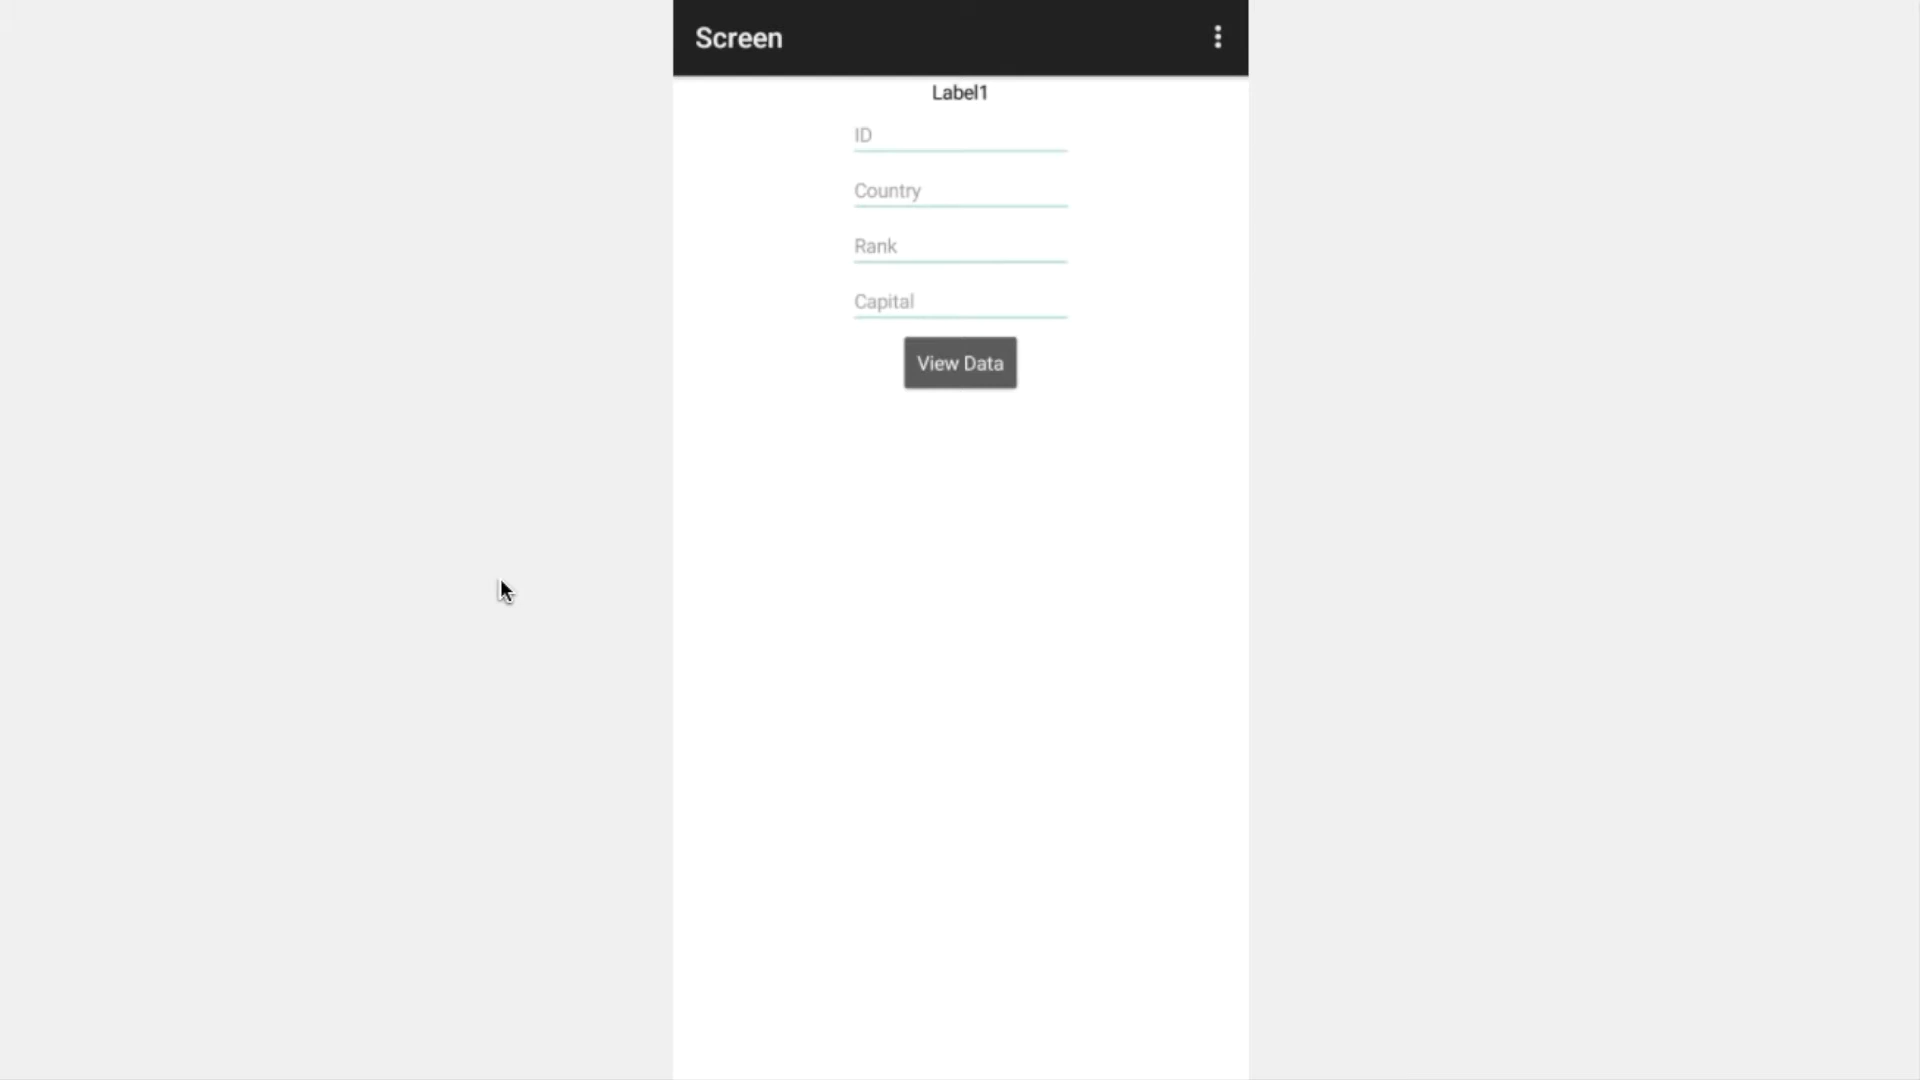 Screen
Label1
ID
Country
Rank
Capital
View Data